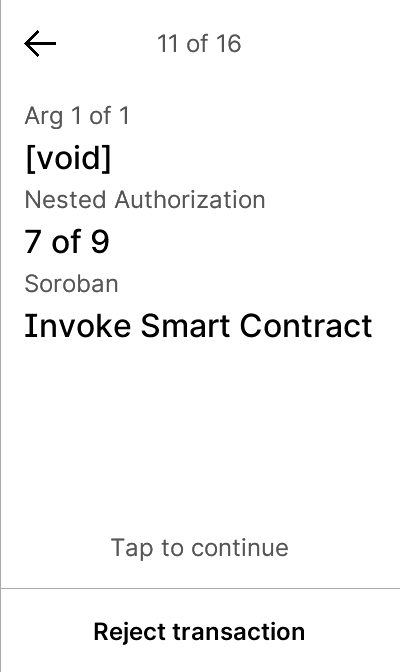 11 of 16
Arg 1 of 1
[void]
Nested Authorization
7 of 9
Soroban
Invoke Smart Contract
Tap to continue
Reject transaction